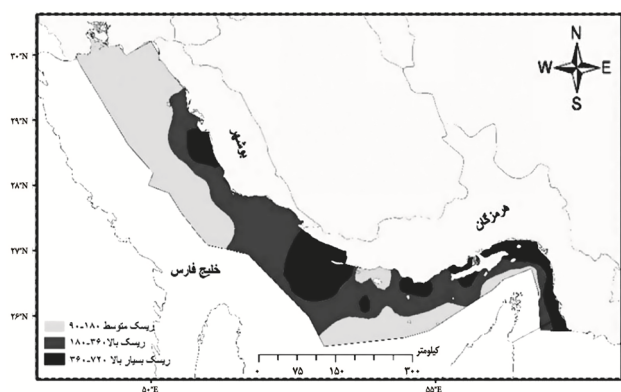 N
W E
S
۳۰°N
۲۹°N
۲۸°N
۲۷°N
۲۶°N
بوشهر
هرمزگان
خلیج فارس
ریسک متوسط ۱۸۰-۹۰
ریسک بالا ۳۶۰-۱۸۰
ریسک بسیار بالا ۷۲۰-۳۶۰
کیلومتر
۰ ۷۵ ۱۵۰ ۳۰۰
۵۰°E ۵۵°E